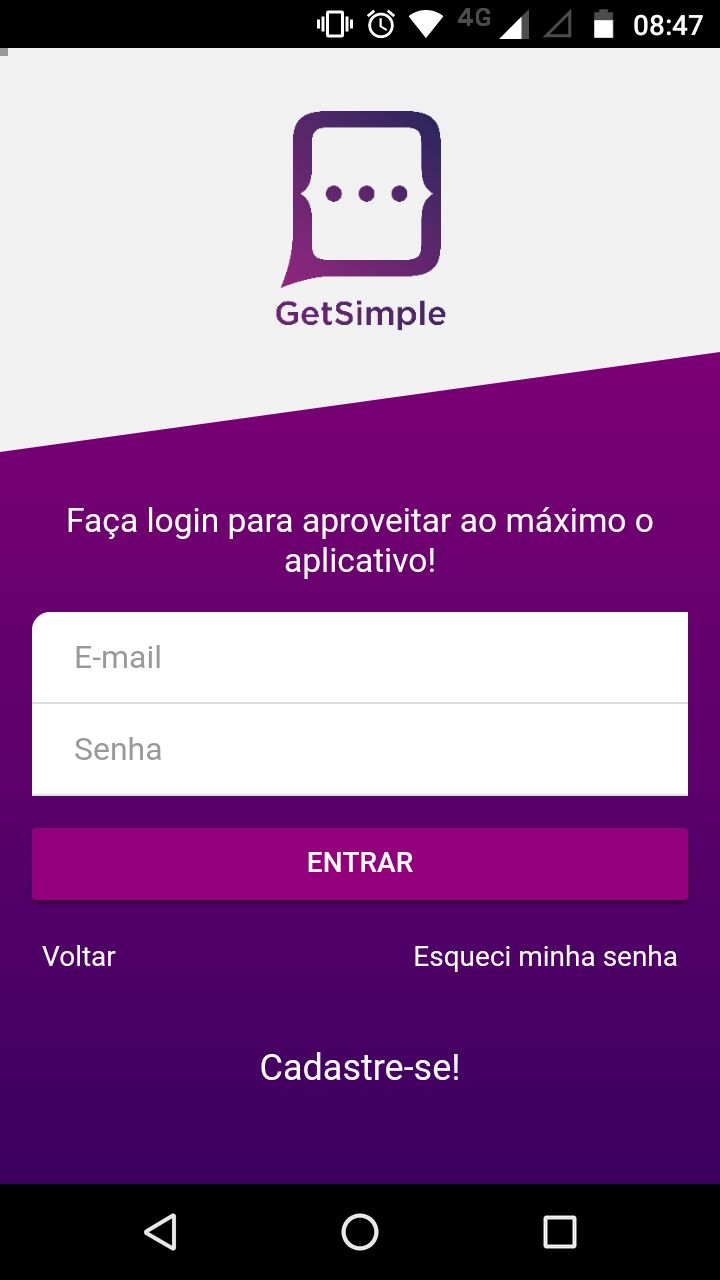 4G 08:47
GetSimple
Faça login para aproveitar ao máximo o
aplicativo!
E-mail
Senha
ENTRAR
Voltar Esqueci minha senha
Cadastre-se!